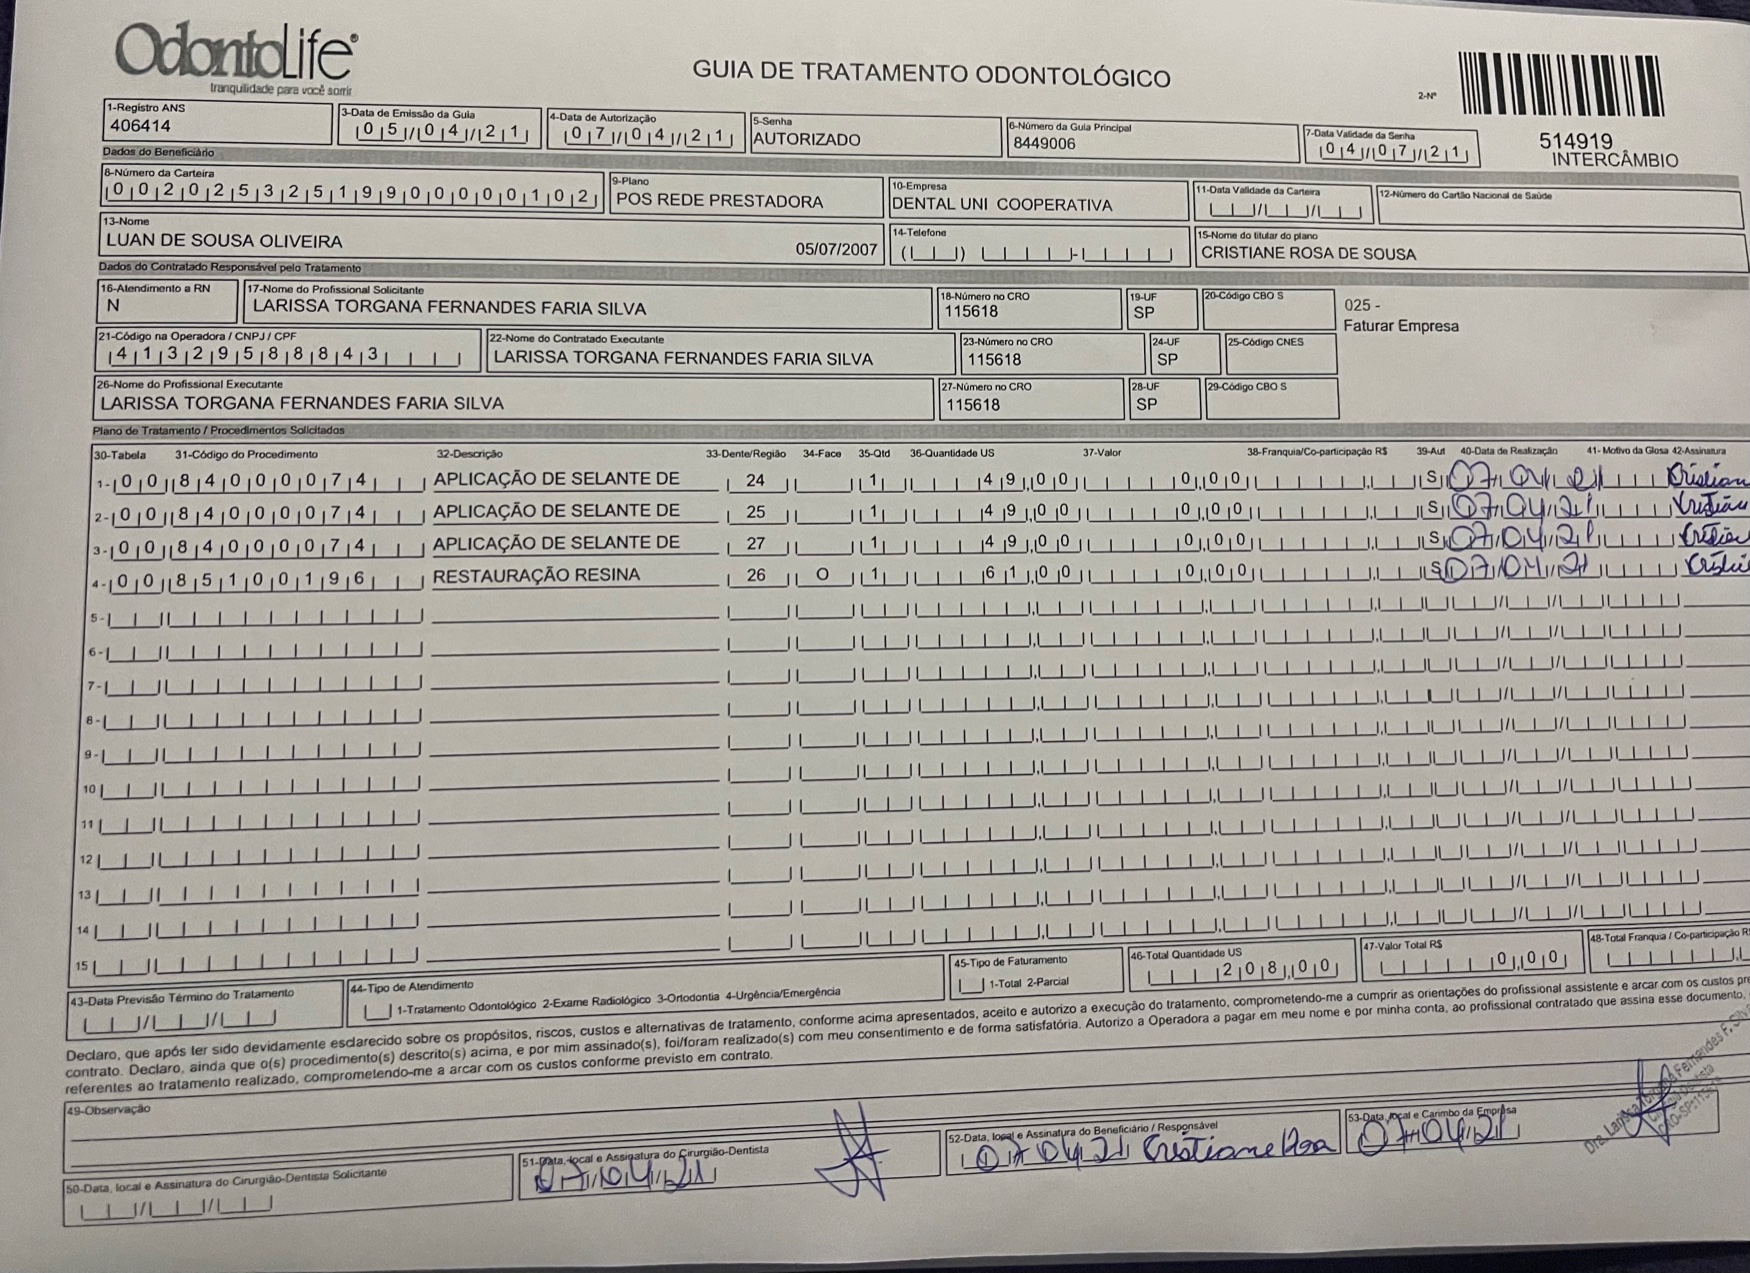 OdontoLife®
tranquilidade para você sorrir
GUIA DE TRATAMENTO ODONTOLÓGICO
2-Nº
514919
INTERCÂMBIO
1-Registro ANS
406414
3-Data de Emissão da Guia
05/04/21
4-Data de Autorização
07/04/21
5-Senha
AUTORIZADO
6-Número da Guia Principal
8449006
7-Data Validade da Senha
04/07/21
Dados do Beneficiário
8-Número da Carteira
00202532519900000102
9-Plano
POS REDE PRESTADORA
10-Empresa
DENTAL UNI COOPERATIVA
11-Data Validade da Carteira
12-Número do Cartão Nacional de Saúde
13-Nome
LUAN DE SOUSA OLIVEIRA 05/07/2007
14-Telefone
15-Nome do titular do plano
CRISTIANE ROSA DE SOUSA
Dados do Contratado Responsável pelo Tratamento
16-Atendimento a RN
N
17-Nome do Profissional Solicitante
LARISSA TORGANA FERNANDES FARIA SILVA
18-Número no CRO
115618
19-UF
SP
20-Código CBO S
025 -
Faturar Empresa
21-Código na Operadora / CNPJ / CPF
41329588843
22-Nome do Contratado Executante
LARISSA TORGANA FERNANDES FARIA SILVA
23-Número no CRO
115618
24-UF
SP
25-Código CNES
26-Nome do Profissional Executante
LARISSA TORGANA FERNANDES FARIA SILVA
27-Número no CRO
115618
28-UF
SP
29-Código CBO S
Plano de Tratamento / Procedimentos Solicitados
30-Tabela 31-Código do Procedimento 32-Descrição 33-Dente/Região 34-Face 35-Qtd 36-Quantidade US 37-Valor 38-Franquia/Co-participação R$ 39-Aut 40-Data de Realização 41- Motivo da Glosa 42-Assinatura
1- 00 84000074 APLICAÇÃO DE SELANTE DE 24 1 49,00 0,00 S 07/04/21 Cristian
2- 00 84000074 APLICAÇÃO DE SELANTE DE 25 1 49,00 0,00 S 07/04/21 Cristian
3- 00 84000074 APLICAÇÃO DE SELANTE DE 27 1 49,00 0,00 S 07/04/21
4- 00 85100196 RESTAURAÇÃO RESINA 26 O 1 61,00 0,00 S 07/04/21
5-
6-
7-
8-
9-
10
11
12
13
14
15
43-Data Previsão Término do Tratamento
44-Tipo de Atendimento
1-Tratamento Odontológico 2-Exame Radiológico 3-Ortodontia 4-Urgência/Emergência
45-Tipo de Faturamento
1-Total 2-Parcial
46-Total Quantidade US
208,00
47-Valor Total R$
0,00
48-Total Franquia / Co-participação R
Declaro, que após ter sido devidamente esclarecido sobre os propósitos, riscos, custos e alternativas de tratamento, conforme acima apresentados, aceito e autorizo a execução do tratamento, comprometendo-me a cumprir as orientações do profissional assistente e arcar com os custos pre
contrato. Declaro, ainda que o(s) procedimento(s) descrito(s) acima, e por mim assinado(s), foi/foram realizado(s) com meu consentimento e de forma satisfatória. Autorizo a Operadora a pagar em meu nome e por minha conta, ao profissional contratado que assina esse documento,
referentes ao tratamento realizado, comprometendo-me a arcar com os custos conforme previsto em contrato.
49-Observação
50-Data, local e Assinatura do Cirurgião-Dentista Solicitante
51-Data, local e Assinatura do Cirurgião-Dentista
07/04/21
52-Data, local e Assinatura do Beneficiário / Responsável
07 04 21 Cristiane Rosa
53-Data, local e Carimbo da Empresa
07/04/21